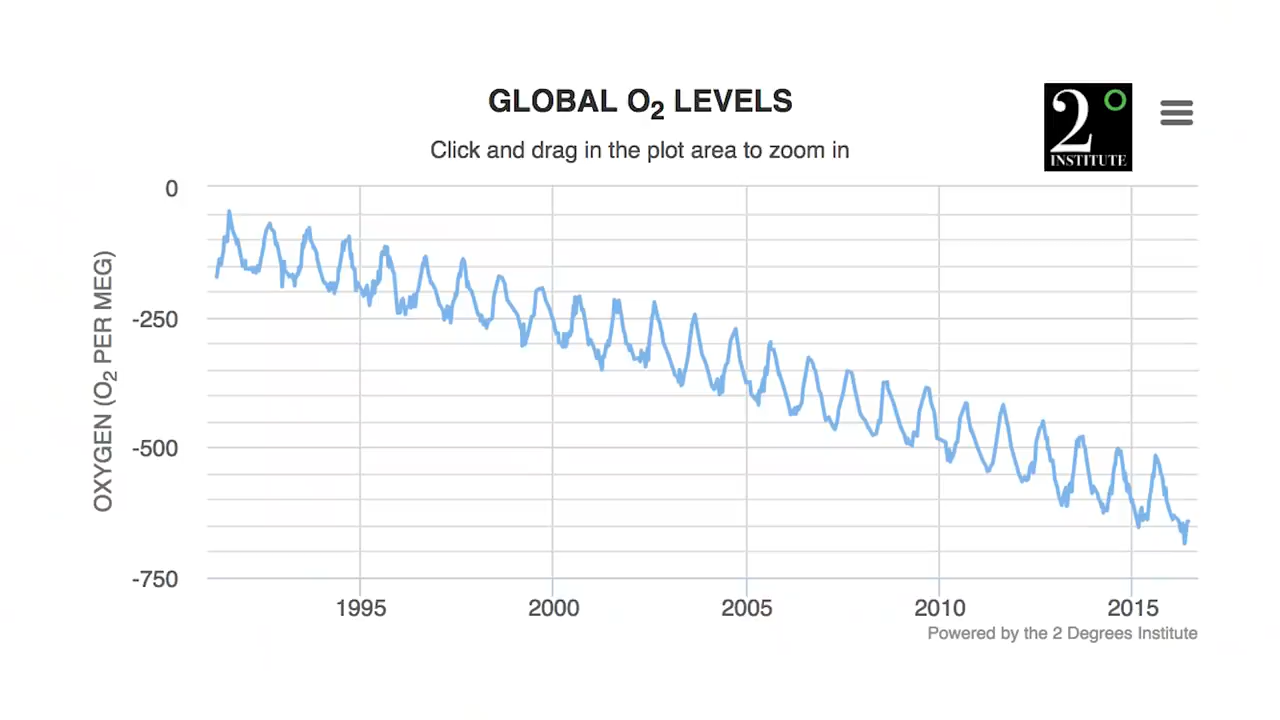 GLOBAL O2 LEVELS
Click and drag in the plot area to zoom in
2
INSTITUTE
0
-250
-500
-750
OXYGEN (O2 PER MEG)
1995 2000 2005 2010 2015
Powered by the 2 Degrees Institute